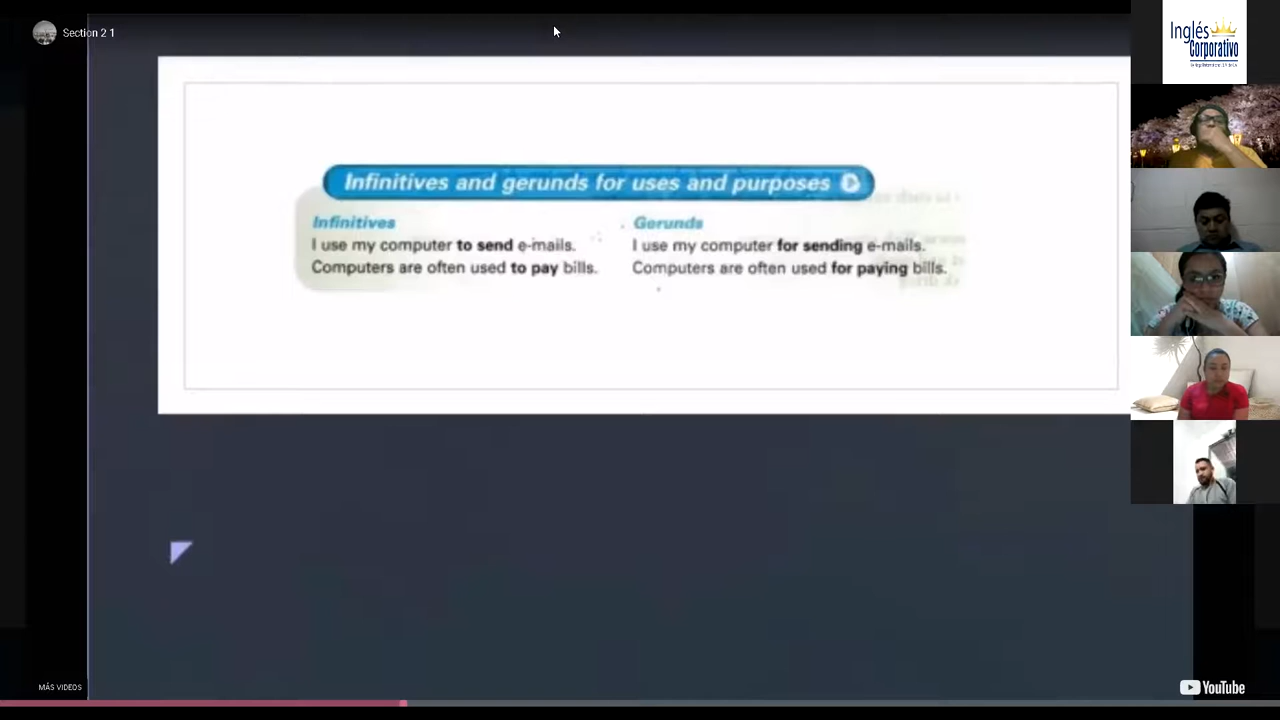 Section 2 1
Inglés
Corporativo
Infinitives and gerunds for uses and purposes
Infinitives
I use my computer to send e-mails.
Computers are often used to pay bills.
Gerunds
I use my computer for sending e-mails.
Computers are often used for paying bills.
MÁS VIDEOS
YouTube